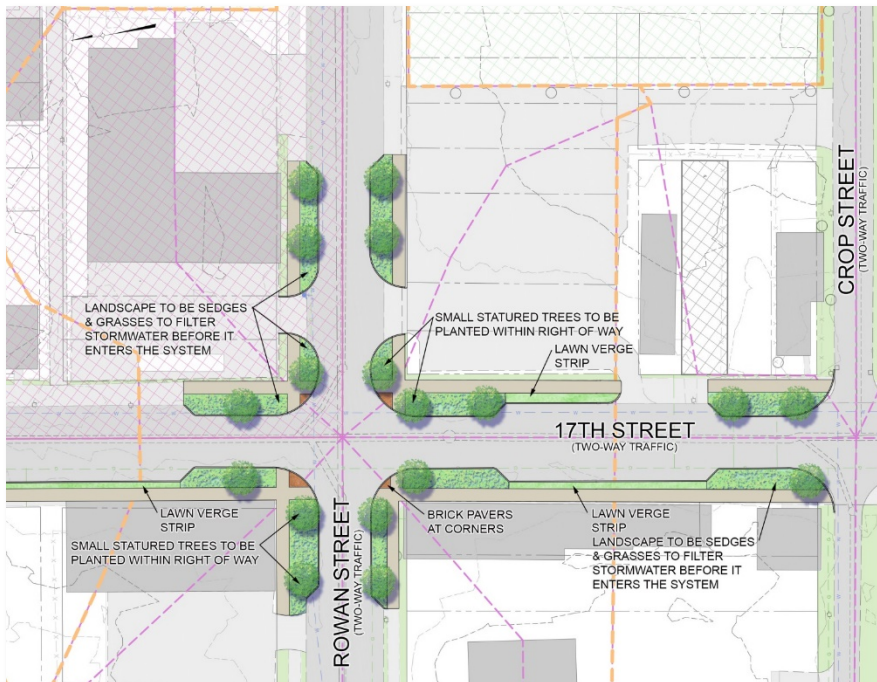 CROP STREET
(TWO-WAY TRAFFIC)
LANDSCAPE TO BE SEDGES
& GRASSES TO FILTER
STORMWATER BEFORE IT
ENTERS THE SYSTEM
SMALL STATURED TREES TO BE
PLANTED WITHIN RIGHT OF WAY
LAWN VERGE
STRIP
17TH STREET
(TWO-WAY TRAFFIC)
LAWN VERGE
STRIP
SMALL STATURED TREES TO BE
PLANTED WITHIN RIGHT OF WAY
ROWAN STREET
(TWO-WAY TRAFFIC)
BRICK PAVERS
AT CORNERS
LAWN VERGE
STRIP
LANDSCAPE TO BE SEDGES
& GRASSES TO FILTER
STORMWATER BEFORE IT
ENTERS THE SYSTEM